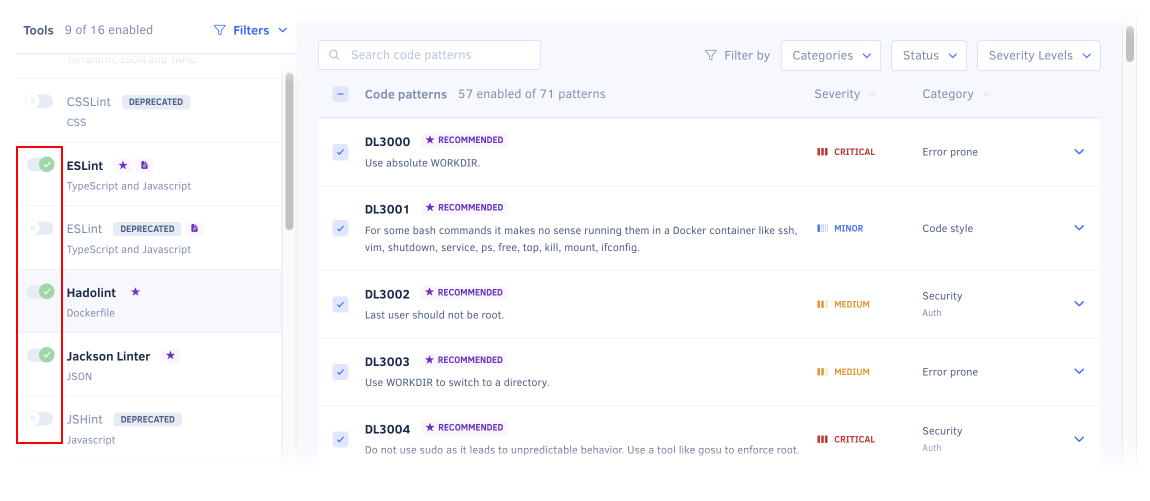 Tools 9 of 16 enabled Filters
Terraform, JSON and YAML
CSSLint DEPRECATED
CSS
ESLint
TypeScript and Javascript
ESLint DEPRECATED
TypeScript and Javascript
Hadolint
Dockerfile
Jackson Linter
JSON
JSHint DEPRECATED
Javascript
Search code patterns Filter by Categories Status Severity Levels
Code patterns 57 enabled of 71 patterns Severity Category
DL3000 RECOMMENDED
Use absolute WORKDIR.
CRITICAL Error prone
DL3001 RECOMMENDED
For some bash commands it makes no sense running them in a Docker container like ssh,
vim, shutdown, service, ps, free, top, kill, mount, ifconfig.
MINOR Code style
DL3002 RECOMMENDED
Last user should not be root.
MEDIUM Security
Auth
DL3003 RECOMMENDED
Use WORKDIR to switch to a directory.
MEDIUM Error prone
DL3004 RECOMMENDED
Do not use sudo as it leads to unpredictable behavior. Use a tool like gosu to enforce root.
CRITICAL Security
Auth